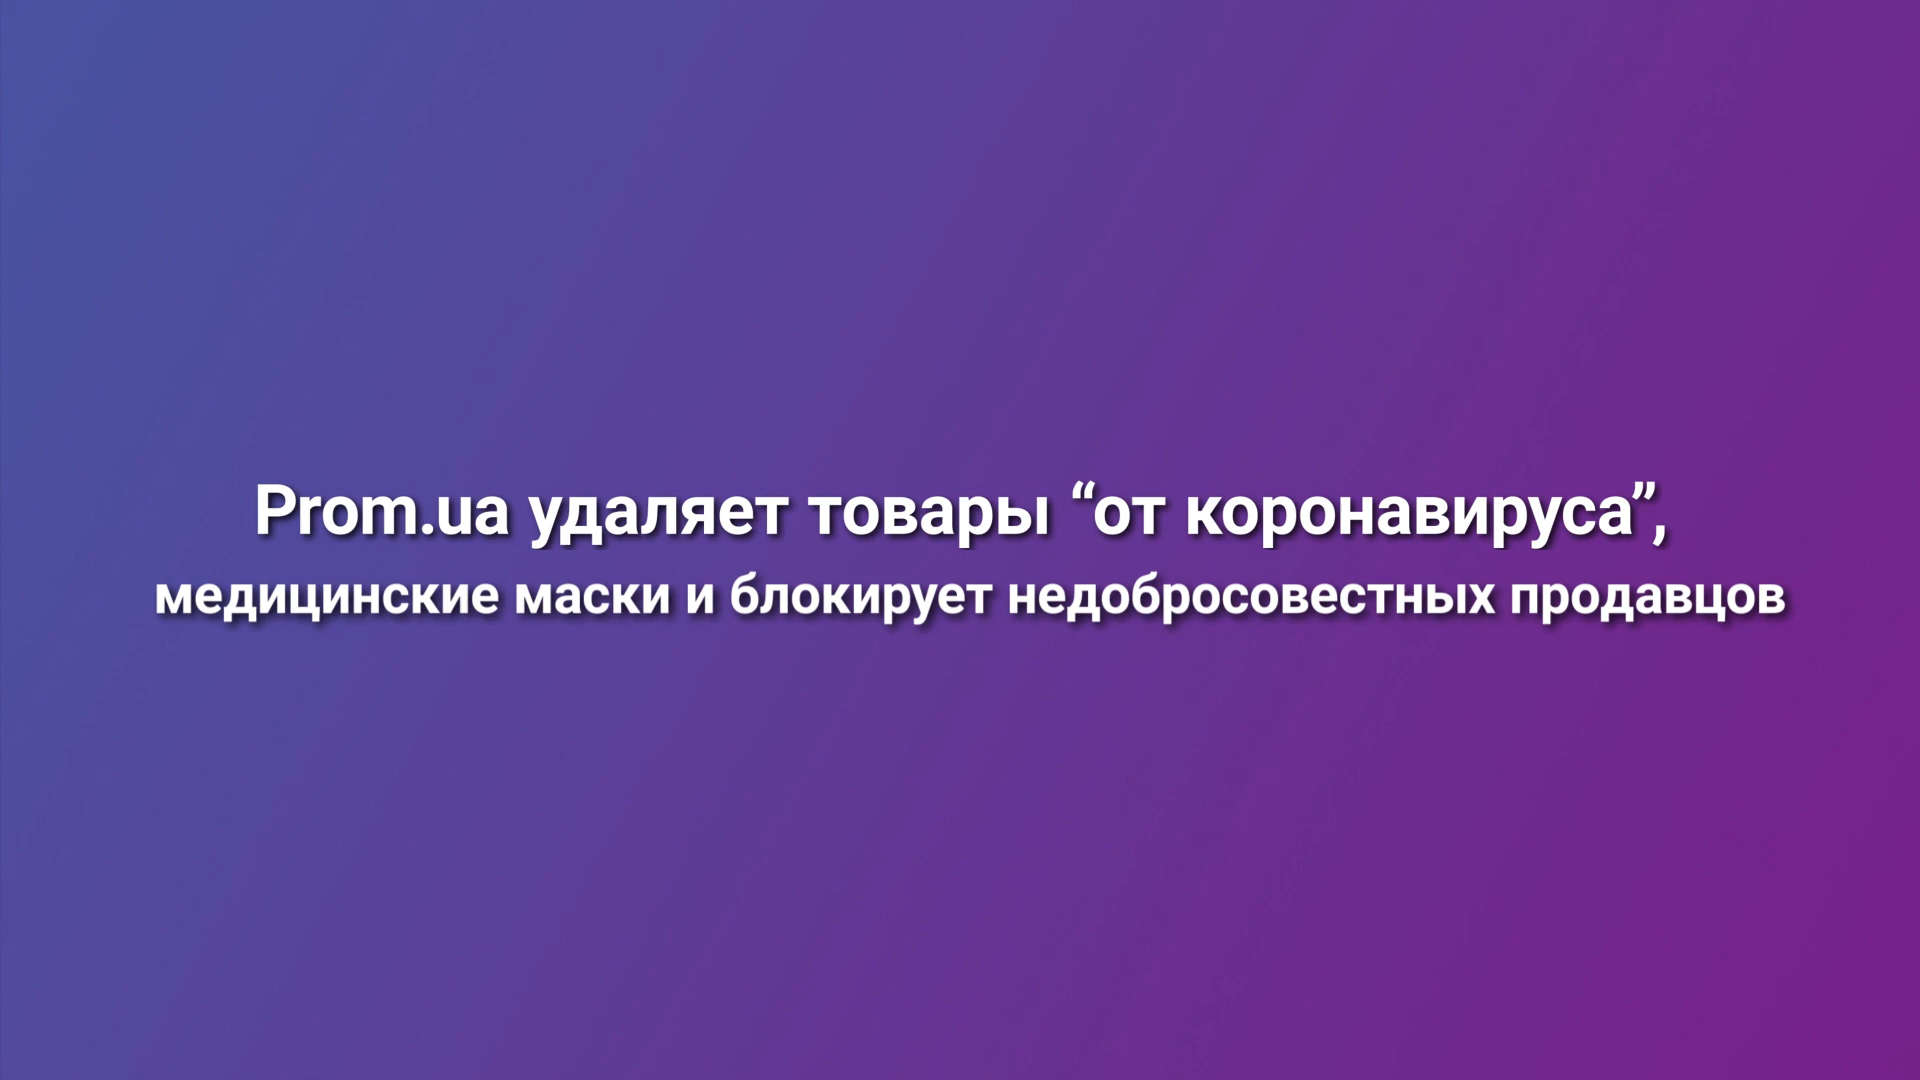 Prom.ua удаляет товары “от коронавируса”,
медицинские маски и блокирует недобросовестных продавцов